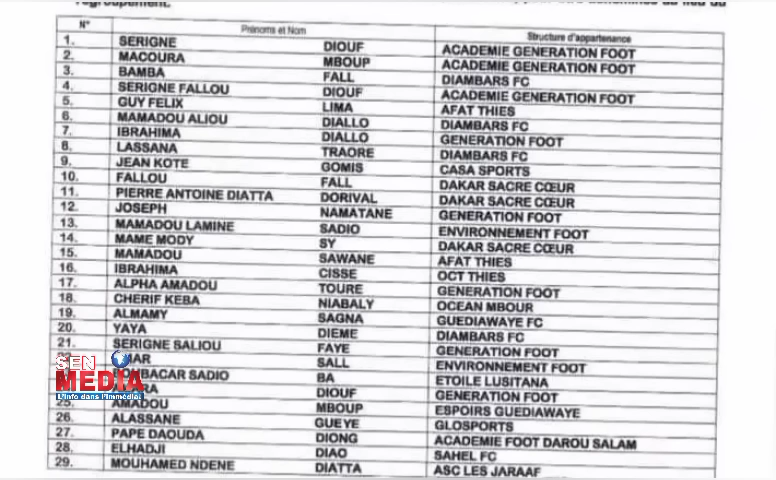 regroupement.
N° Prénoms et Nom Structure d'appartenance
1. SERIGNE DIOUF ACADEMIE GENERATION FOOT
2. MACOURA MBOUP ACADEMIE GENERATION FOOT
3. BAMBA FALL DIAMBARS FC
4. SERIGNE FALLOU DIOUF ACADEMIE GENERATION FOOT
5. GUY FELIX LIMA AFAT THIES
6. MAMADOU ALIOU DIALLO DIAMBARS FC
7. IBRAHIMA DIALLO GENERATION FOOT
8. LASSANA TRAORE DIAMBARS FC
9. JEAN KOTE GOMIS CASA SPORTS
10. FALLOU FALL DAKAR SACRE CŒUR
11. PIERRE ANTOINE DIATTA DORIVAL DAKAR SACRE CŒUR
12. JOSEPH NAMATANE GENERATION FOOT
13. MAMADOU LAMINE SADIO ENVIRONNEMENT FOOT
14. MAME MODY SY DAKAR SACRE CŒUR
15. MAMADOU SAWANE AFAT THIES
16. IBRAHIMA CISSE OCT THIES
17. ALPHA AMADOU TOURE GENERATION FOOT
18. CHERIF KEBA NIABALY OCEAN MBOUR
19. ALMAMY SAGNA GUEDIAWAYE FC
20. YAYA DIEME DIAMBARS FC
21. SERIGNE SALIOU FAYE GENERATION FOOT
SALL ENVIRONNEMENT FOOT
SADIO BA ETOILE LUSITANA
DIOUF GENERATION FOOT
25. AMADOU MBOUP ESPOIRS GUEDIAWAYE
26. ALASSANE GUEYE GLOSPORTS
27. PAPE DAOUDA DIONG ACADEMIE FOOT DAROU SALAM
28. ELHADJI DIAO SAHEL FC
29. MOUHAMED NDENE DIATTA ASC LES JARAAF
SEN
MEDIA
L'info dans l'immédiat